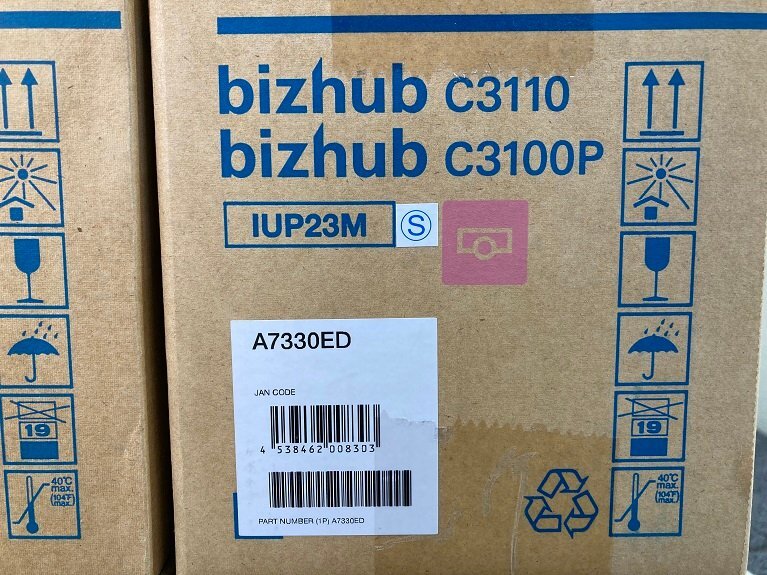 bizhub C3110
bizhub C3100P
IUP23M
S
A7330ED
JAN CODE
4 538462 008303
PART NUMBER (1P) A7330ED
19
40°C
max.
(104°F)
max.
19
40°C
max.
(104°F)
max.